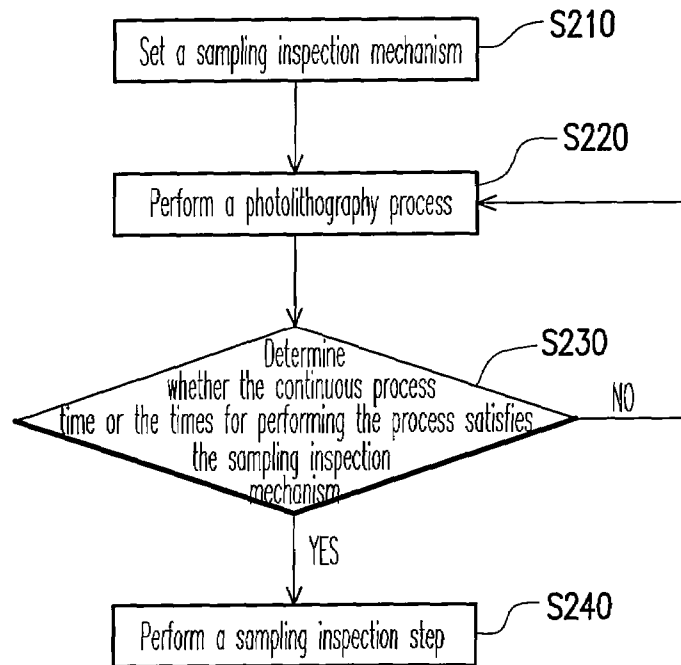 S210
Set a sampling inspection mechanism
S220
Perform a photolithography process
S230
Determine
whether the continuous process
time or the times for performing the process satisfies
the sampling inspection
mechanism
NO
YES
S240
Perform a sampling inspection step